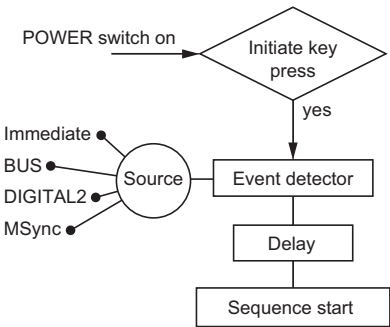 POWER switch on
Initiate key
press
yes
Immediate
BUS
DIGITAL2
MSync
Source
Event detector
Delay
Sequence start